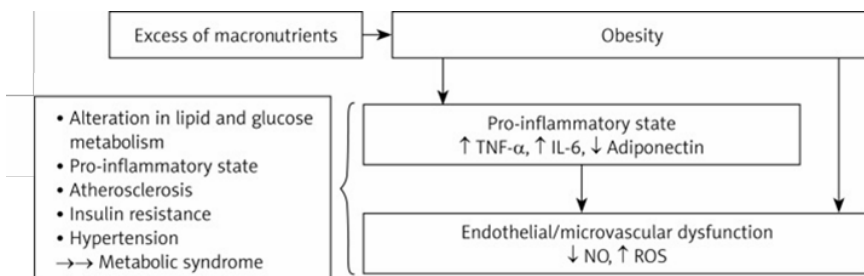 Excess of macronutrients
Obesity
Pro-inflammatory state
↑ TNF-α, ↑ IL-6, ↓ Adiponectin
Endothelial/microvascular dysfunction
↓ NO, ↑ ROS
• Alteration in lipid and glucose
metabolism
• Pro-inflammatory state
• Atherosclerosis
• Insulin resistance
• Hypertension
→→ Metabolic syndrome